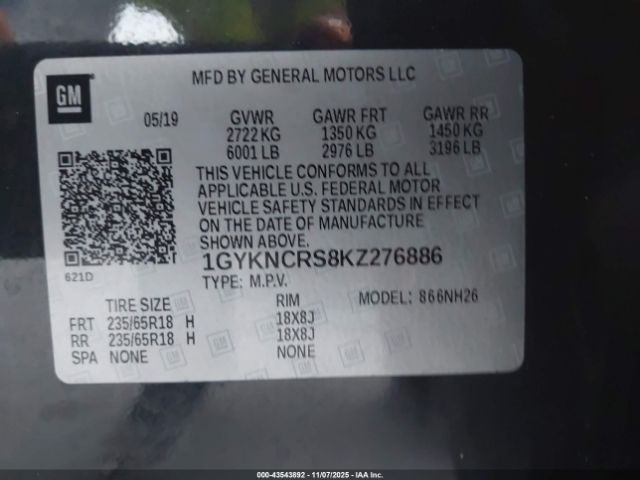 GM
MFD BY GENERAL MOTORS LLC
05/19 GVWR GAWR FRT GAWR RR
2722 KG 1350 KG 1450 KG
6001 LB 2976 LB 3196 LB
THIS VEHICLE CONFORMS TO ALL
APPLICABLE U.S. FEDERAL MOTOR
VEHICLE SAFETY STANDARDS IN EFFECT
ON THE DATE OF MANUFACTURE
SHOWN ABOVE.
621D
1GYKNCRS8KZ276886
TYPE: M.P.V.
TIRE SIZE RIM MODEL: 866NH26
FRT 235/65R18 H 18X8J
RR 235/65R18 H 18X8J
SPA NONE NONE
000-43543892 - 11/07/2025 - IAA Inc.